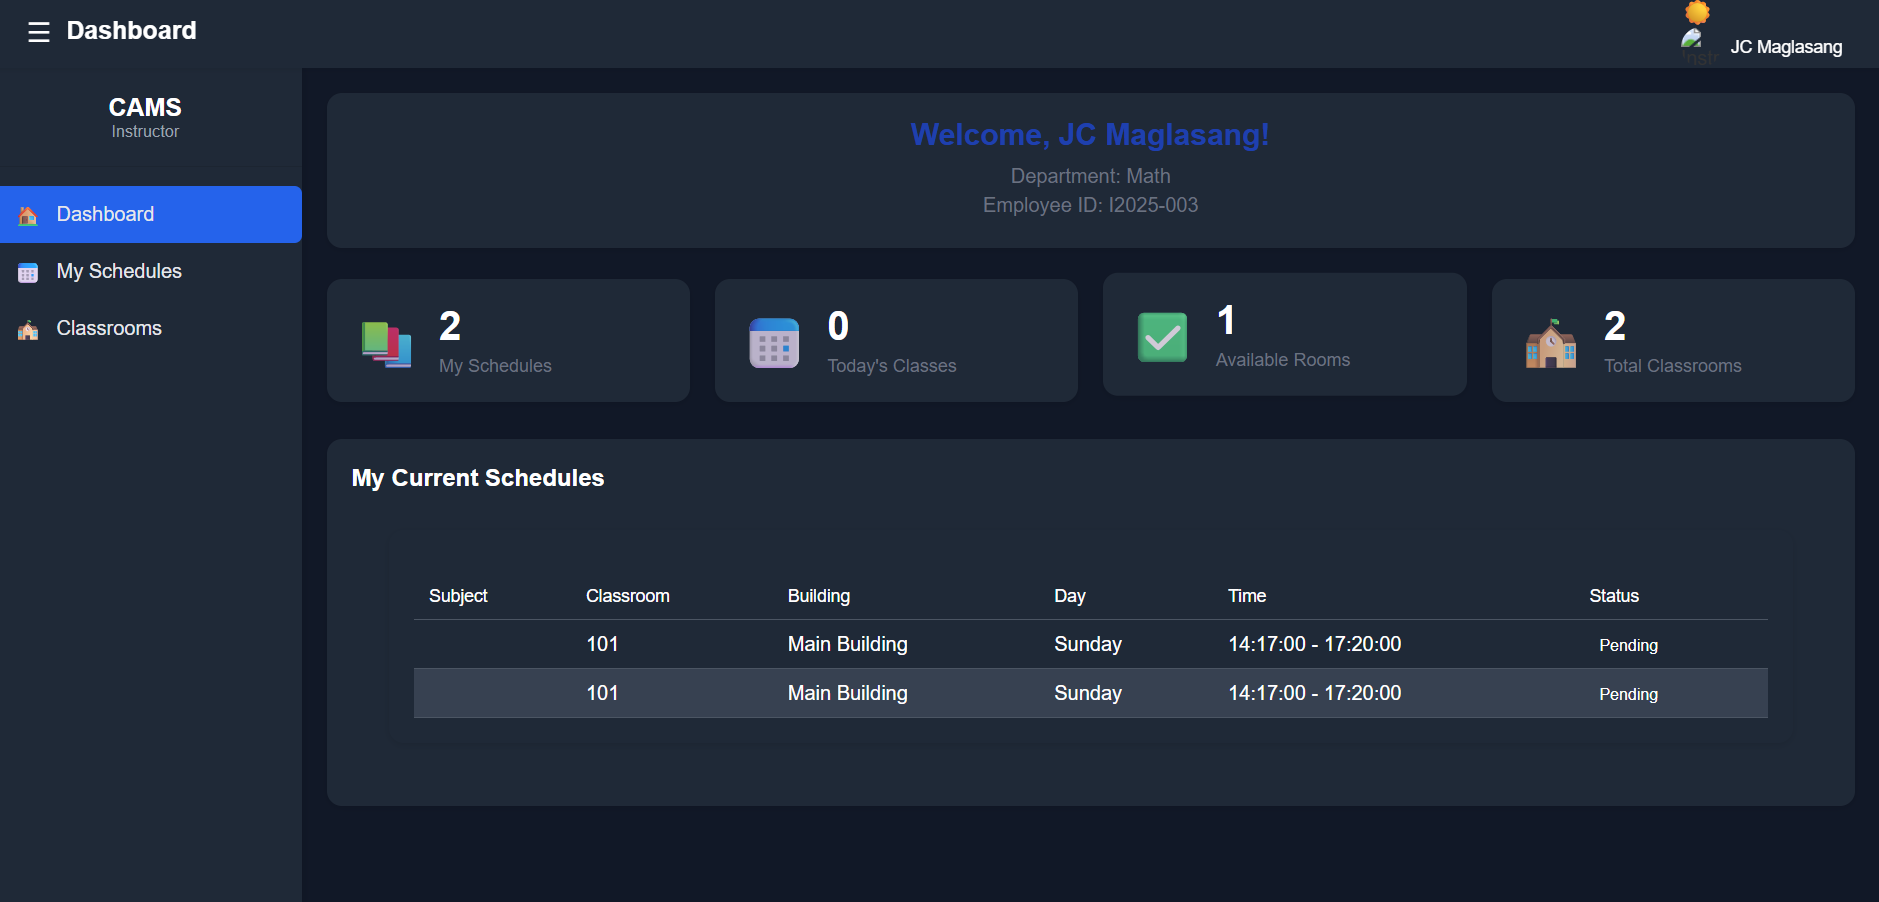 ☰ Dashboard
JC Maglasang
CAMS
Instructor
Dashboard
My Schedules
Classrooms
Welcome, JC Maglasang!
Department: Math
Employee ID: I2025-003
2
My Schedules
0
Today's Classes
1
Available Rooms
2
Total Classrooms
My Current Schedules
Subject Classroom Building Day Time Status
101 Main Building Sunday 14:17:00 - 17:20:00 Pending
101 Main Building Sunday 14:17:00 - 17:20:00 Pending